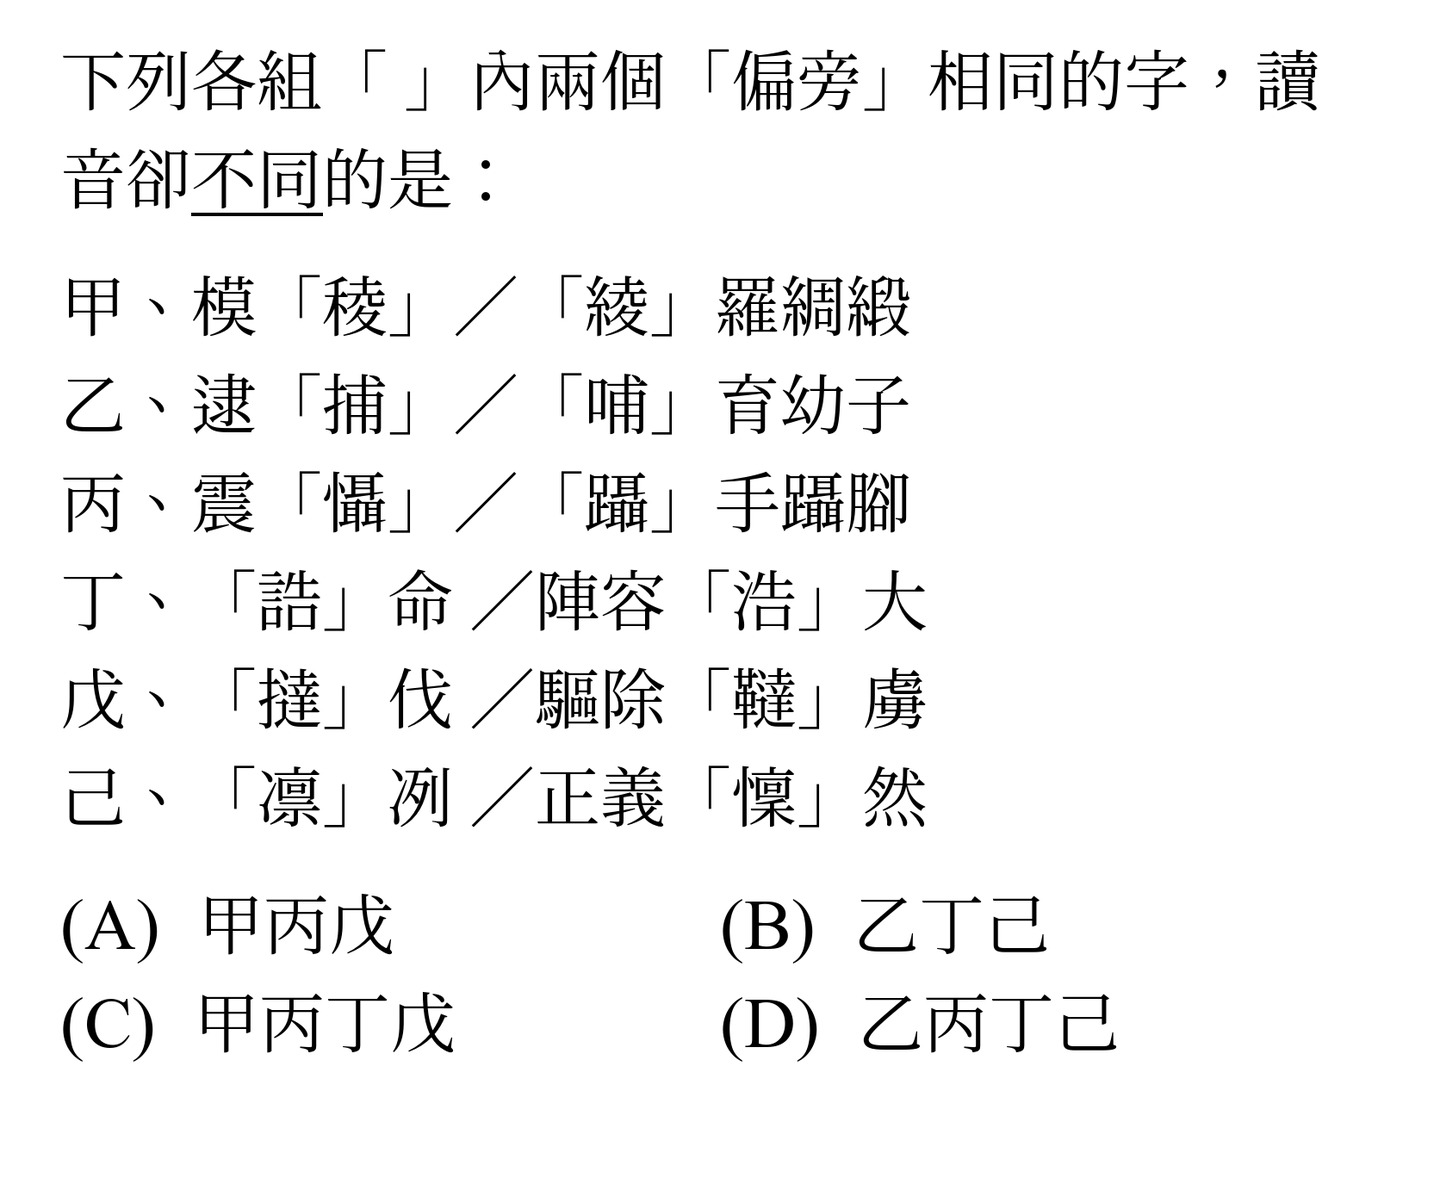 下列各組「 」內兩個「偏旁」相同的字，讀
音卻不同的是：
甲、模「稜」／「綾」羅綢緞
乙、逮「捕」／「哺」育幼子
丙、震「懾」／「躡」手躡腳
丁、「誥」命／陣容「浩」大
戊、「撻」伐／驅除「韃」虜
己、「凛」冽／正義「懍」然
(A) 甲丙戊 (B) 乙丁己
(C) 甲丙丁戊 (D) 乙丙丁己